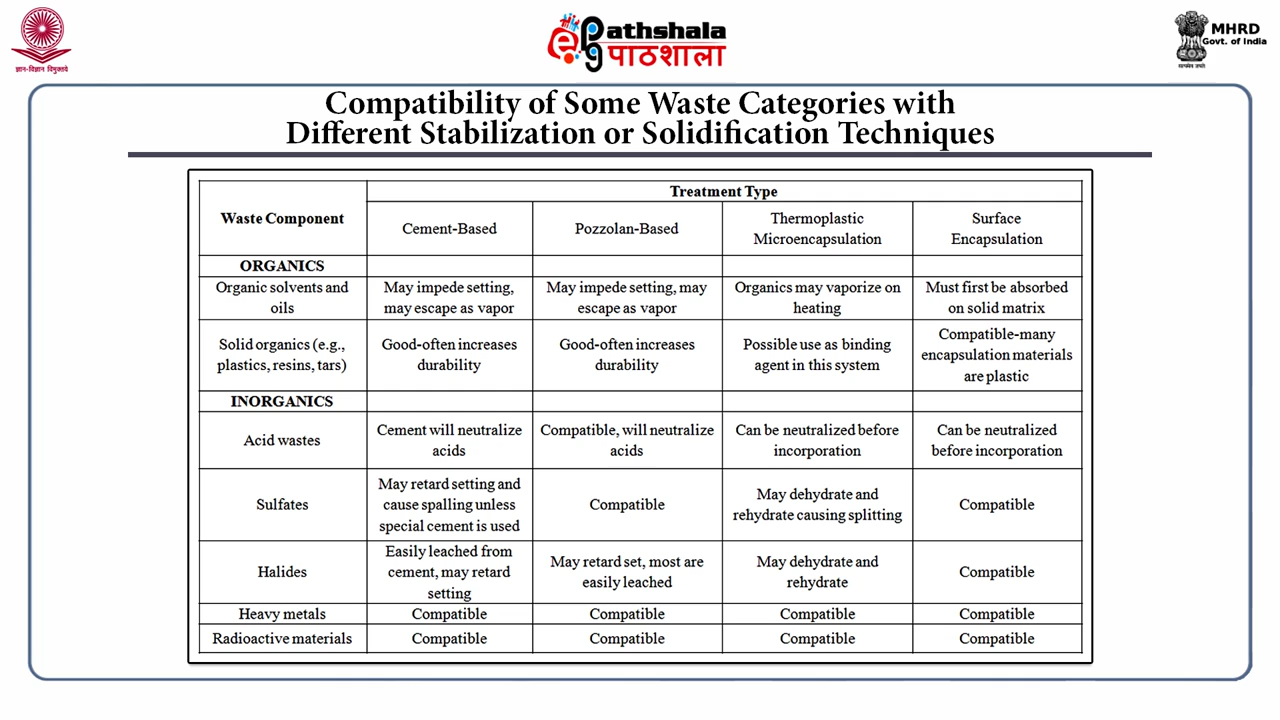 ज्ञान-विज्ञान विमुक्तये
ePG Pathshala
पाठशाला
MHRD
Govt. of India
सत्यमेव जयते
Compatibility of Some Waste Categories with
Different Stabilization or Solidification Techniques
Waste Component
Treatment Type
Cement-Based
Pozzolan-Based
Thermoplastic
Microencapsulation
Surface
Encapsulation
ORGANICS
Organic solvents and
oils
May impede setting,
may escape as vapor
May impede setting, may
escape as vapor
Organics may vaporize on
heating
Must first be absorbed
on solid matrix
Solid organics (e.g.,
plastics, resins, tars)
Good-often increases
durability
Good-often increases
durability
Possible use as binding
agent in this system
Compatible-many
encapsulation materials
are plastic
INORGANICS
Acid wastes
Cement will neutralize
acids
Compatible, will neutralize
acids
Can be neutralized before
incorporation
Can be neutralized
before incorporation
Sulfates
May retard setting and
cause spalling unless
special cement is used
Compatible
May dehydrate and
rehydrate causing splitting
Compatible
Halides
Easily leached from
cement, may retard
setting
May retard set, most are
easily leached
May dehydrate and
rehydrate
Compatible
Heavy metals
Compatible
Compatible
Compatible
Compatible
Radioactive materials
Compatible
Compatible
Compatible
Compatible